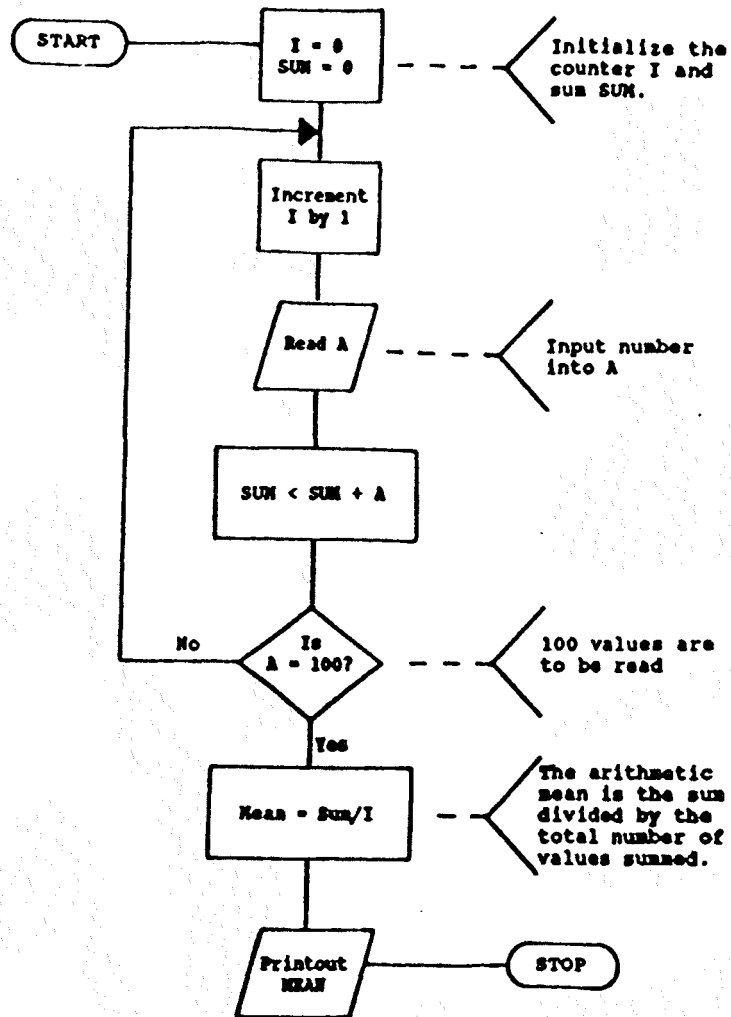 START
I = 0
SUM = 0
Initialize the
counter I and
sum SUM.
Increment
I by 1
Read A
Input number
into A
SUM < SUM + A
No
Is
A = 100?
100 values are
to be read
Yes
Mean = Sum/I
The arithmetic
mean is the sum
divided by the
total number of
values summed.
Printout
MEAN
STOP